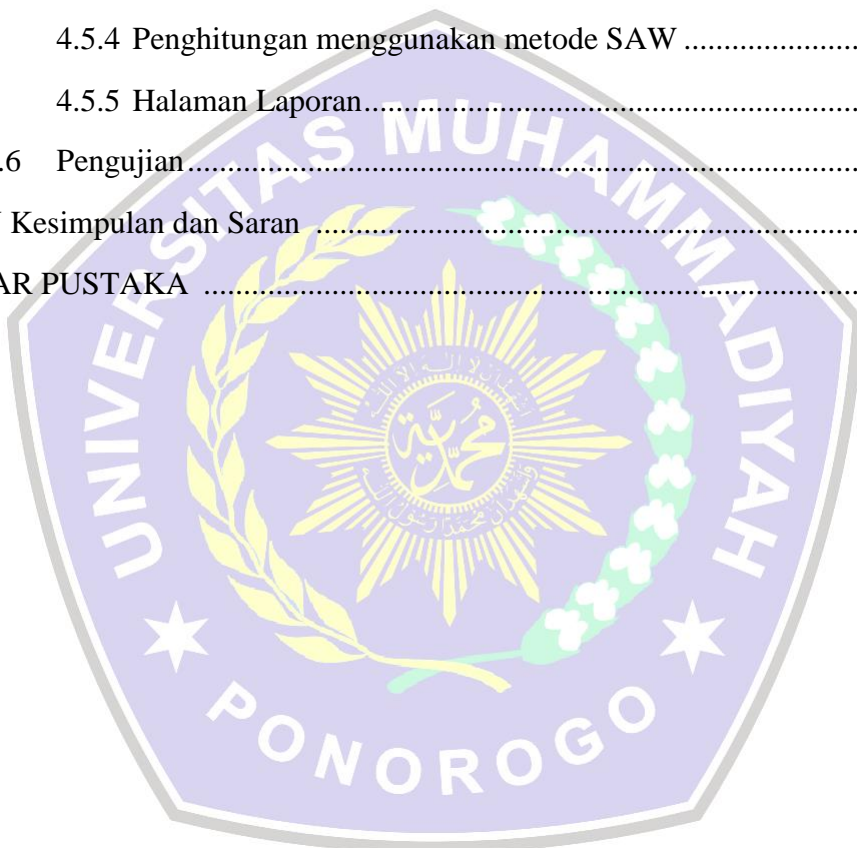 4.5.4 Penghitungan menggunakan metode SAW ..................
4.5.5 Halaman Laporan....................................................
.6 Pengujian......................................................................
Kesimpulan dan Saran .........................................................
AR PUSTAKA .....................................................................
UNIVERSITAS MUHAMMADIYAH
PONOROGO
محمدية